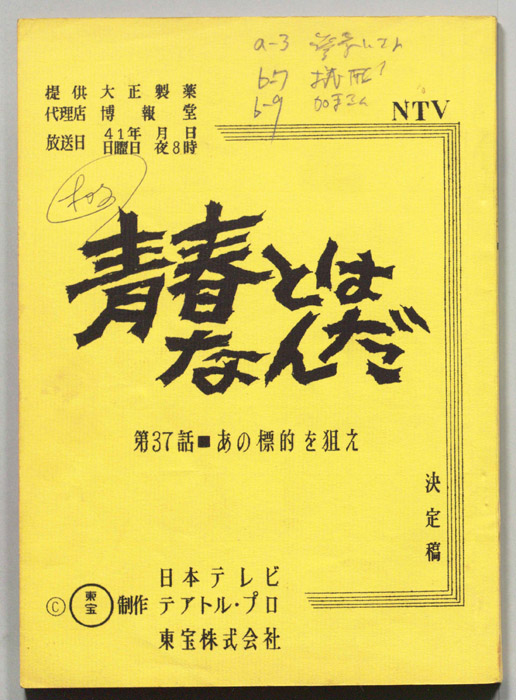 a-3
b-7
b-9
提供 大正製薬
代理店 博報堂
放送日 41年 月 日
日曜日 夜8時
NTV
青春とは
なんだ
第37話■あの標的を狙え
決定稿
日本テレビ
© 東宝 制作 テアトル・プロ
東宝株式会社